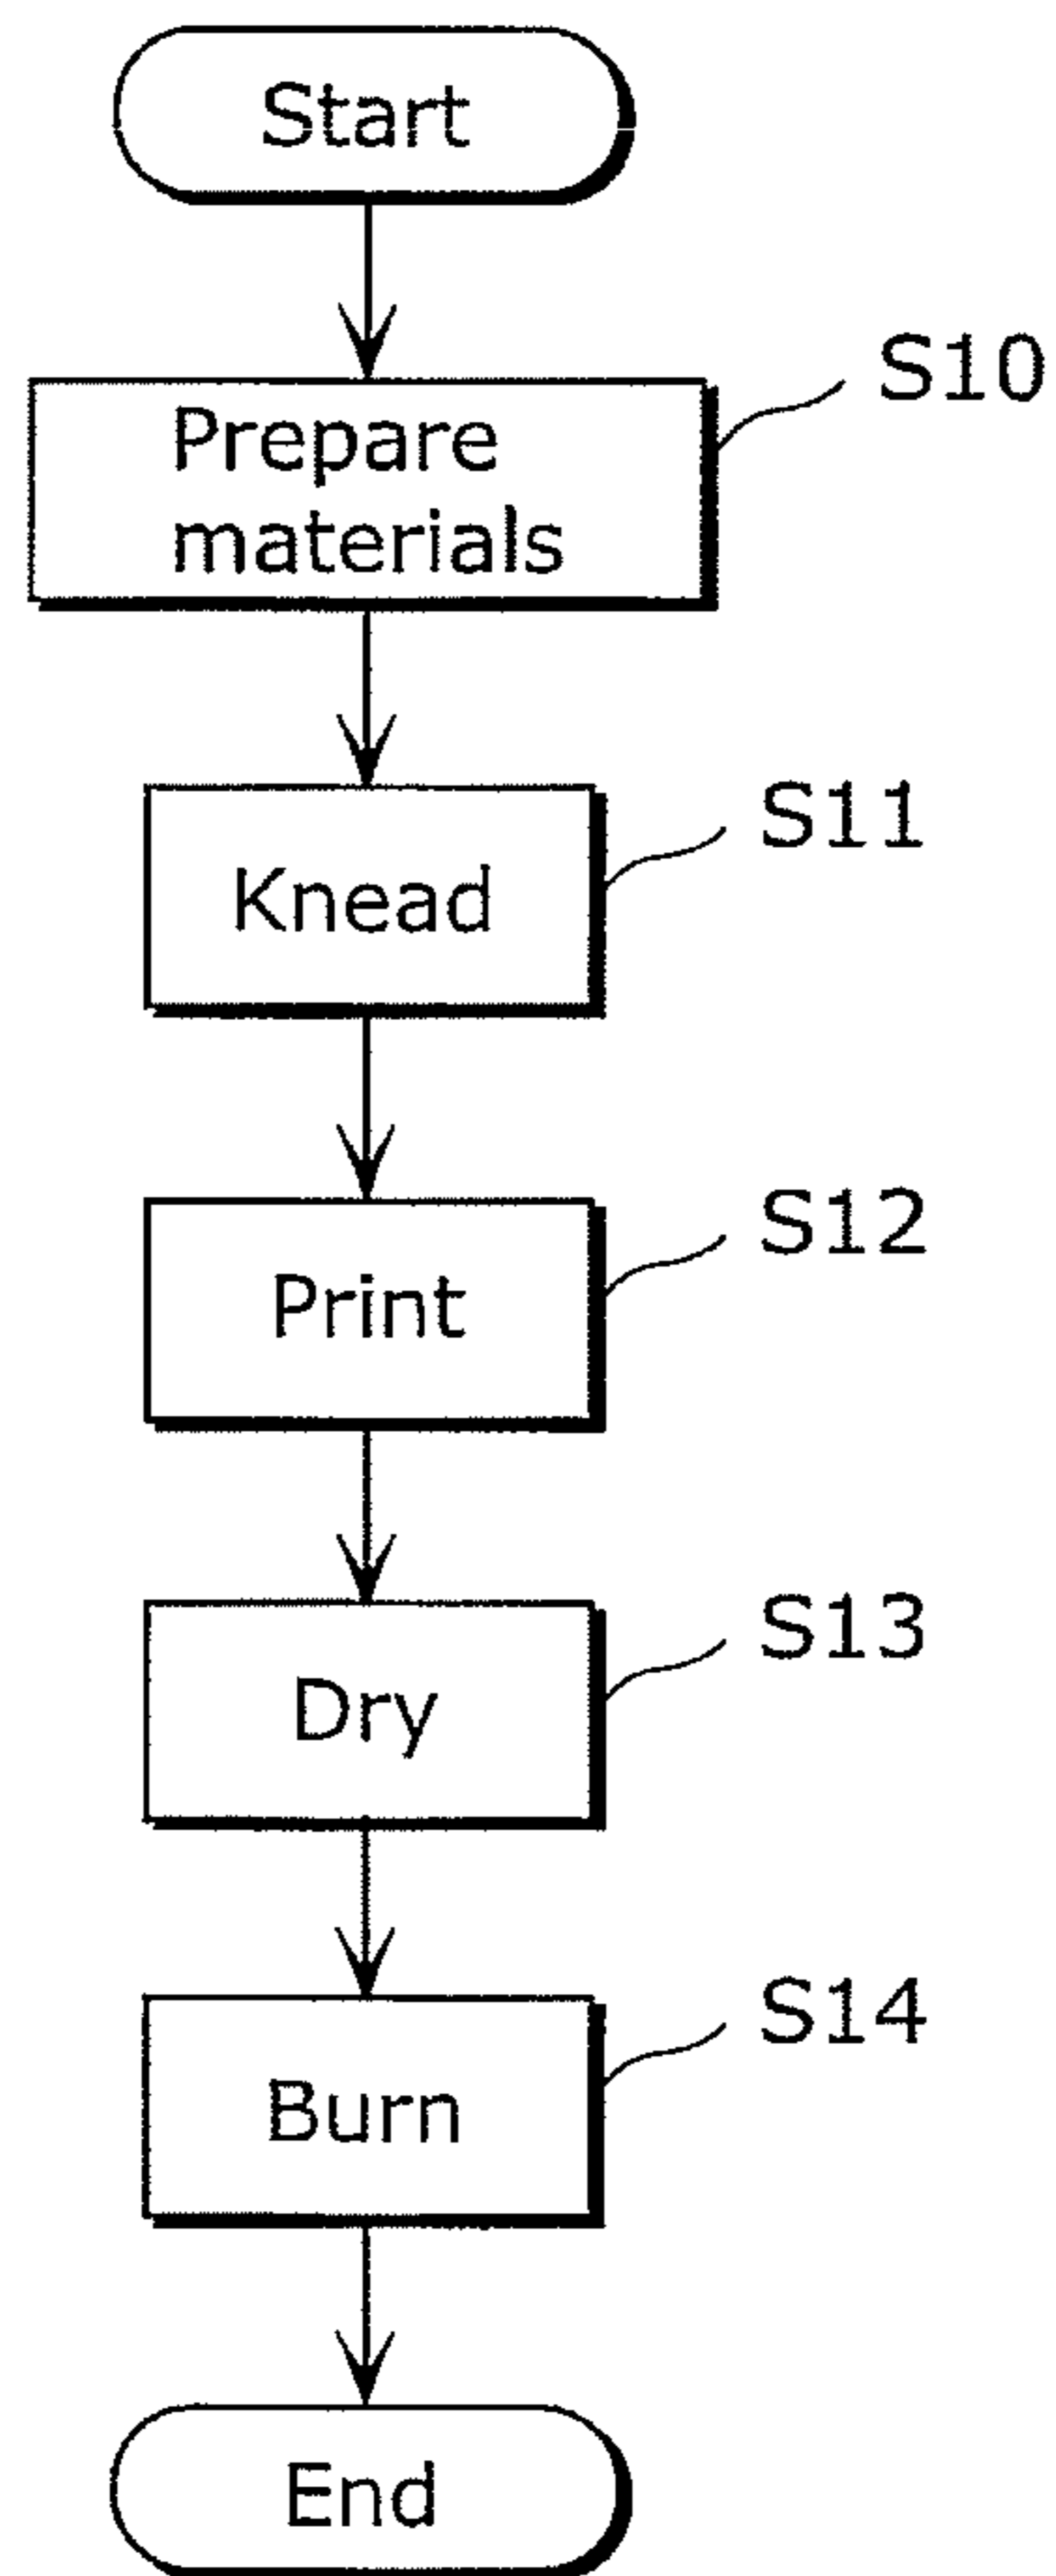 Start
S10
Prepare
materials
S11
Knead
S12
Print
S13
Dry
S14
Burn
End